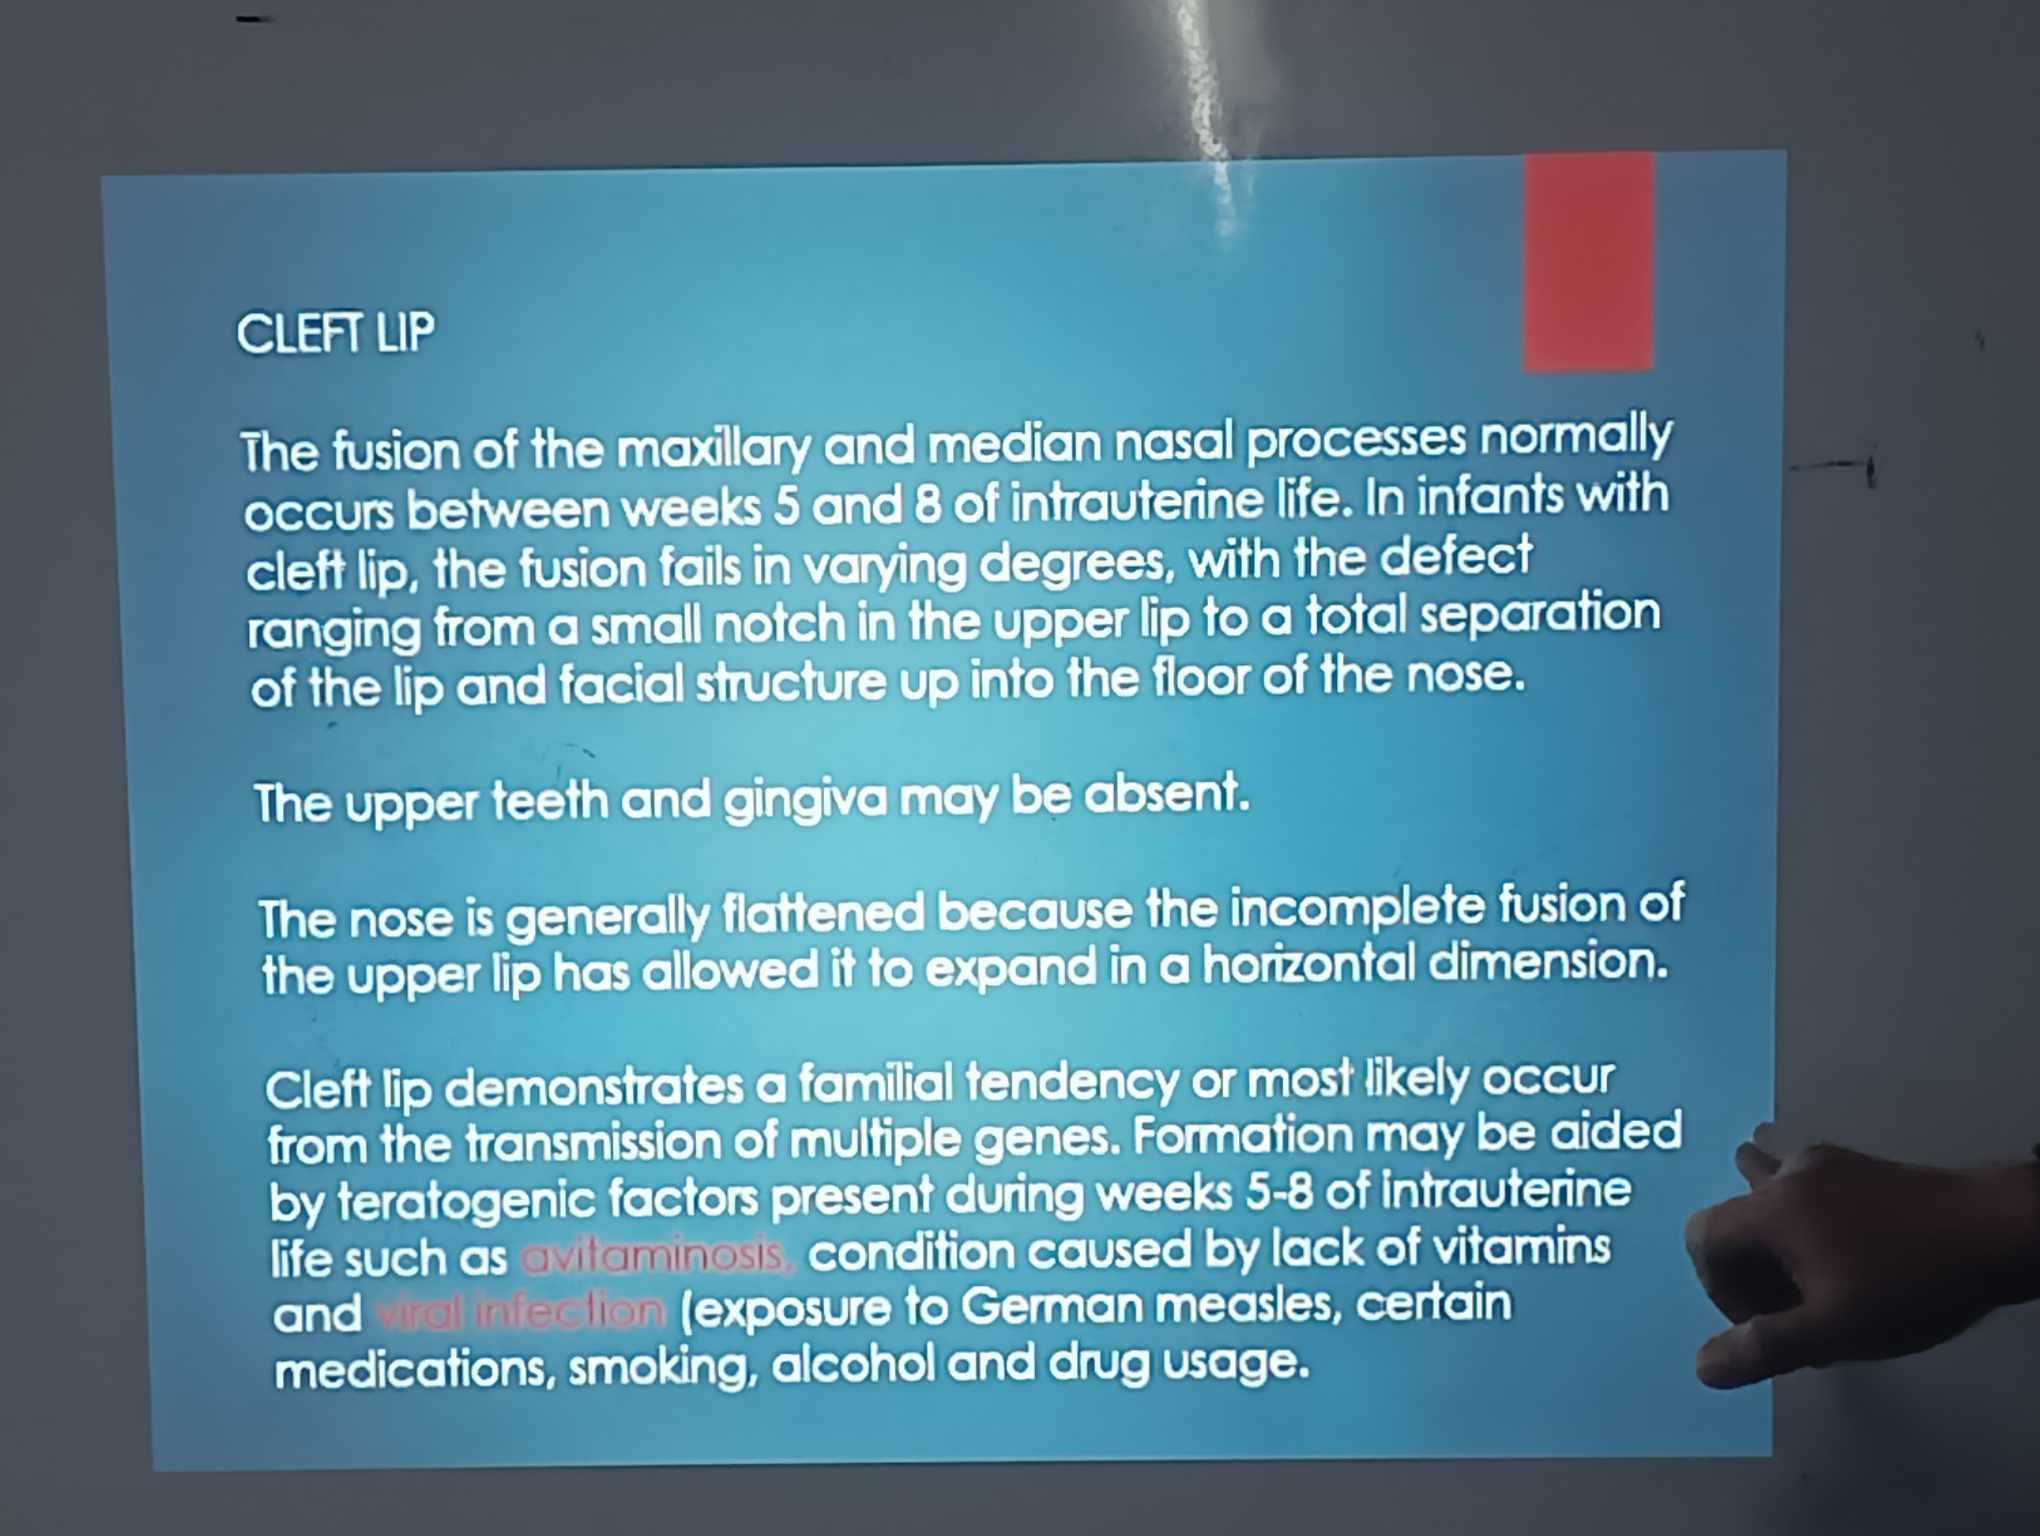 CLEFT LIP
The fusion of the maxillary and median nasal processes normally
occurs between weeks 5 and 8 of intrauterine life. In infants with
cleft lip, the fusion fails in varying degrees, with the defect
ranging from a small notch in the upper lip to a total separation
of the lip and facial structure up into the floor of the nose.
The upper teeth and gingiva may be absent.
The nose is generally flattened because the incomplete fusion of
the upper lip has allowed it to expand in a horizontal dimension.
Cleft lip demonstrates a familial tendency or most likely occur
from the transmission of multiple genes. Formation may be aided
by teratogenic factors present during weeks 5-8 of intrauterine
life such as avitaminosis, condition caused by lack of vitamins
and viral infection (exposure to German measles, certain
medications, smoking, alcohol and drug usage.